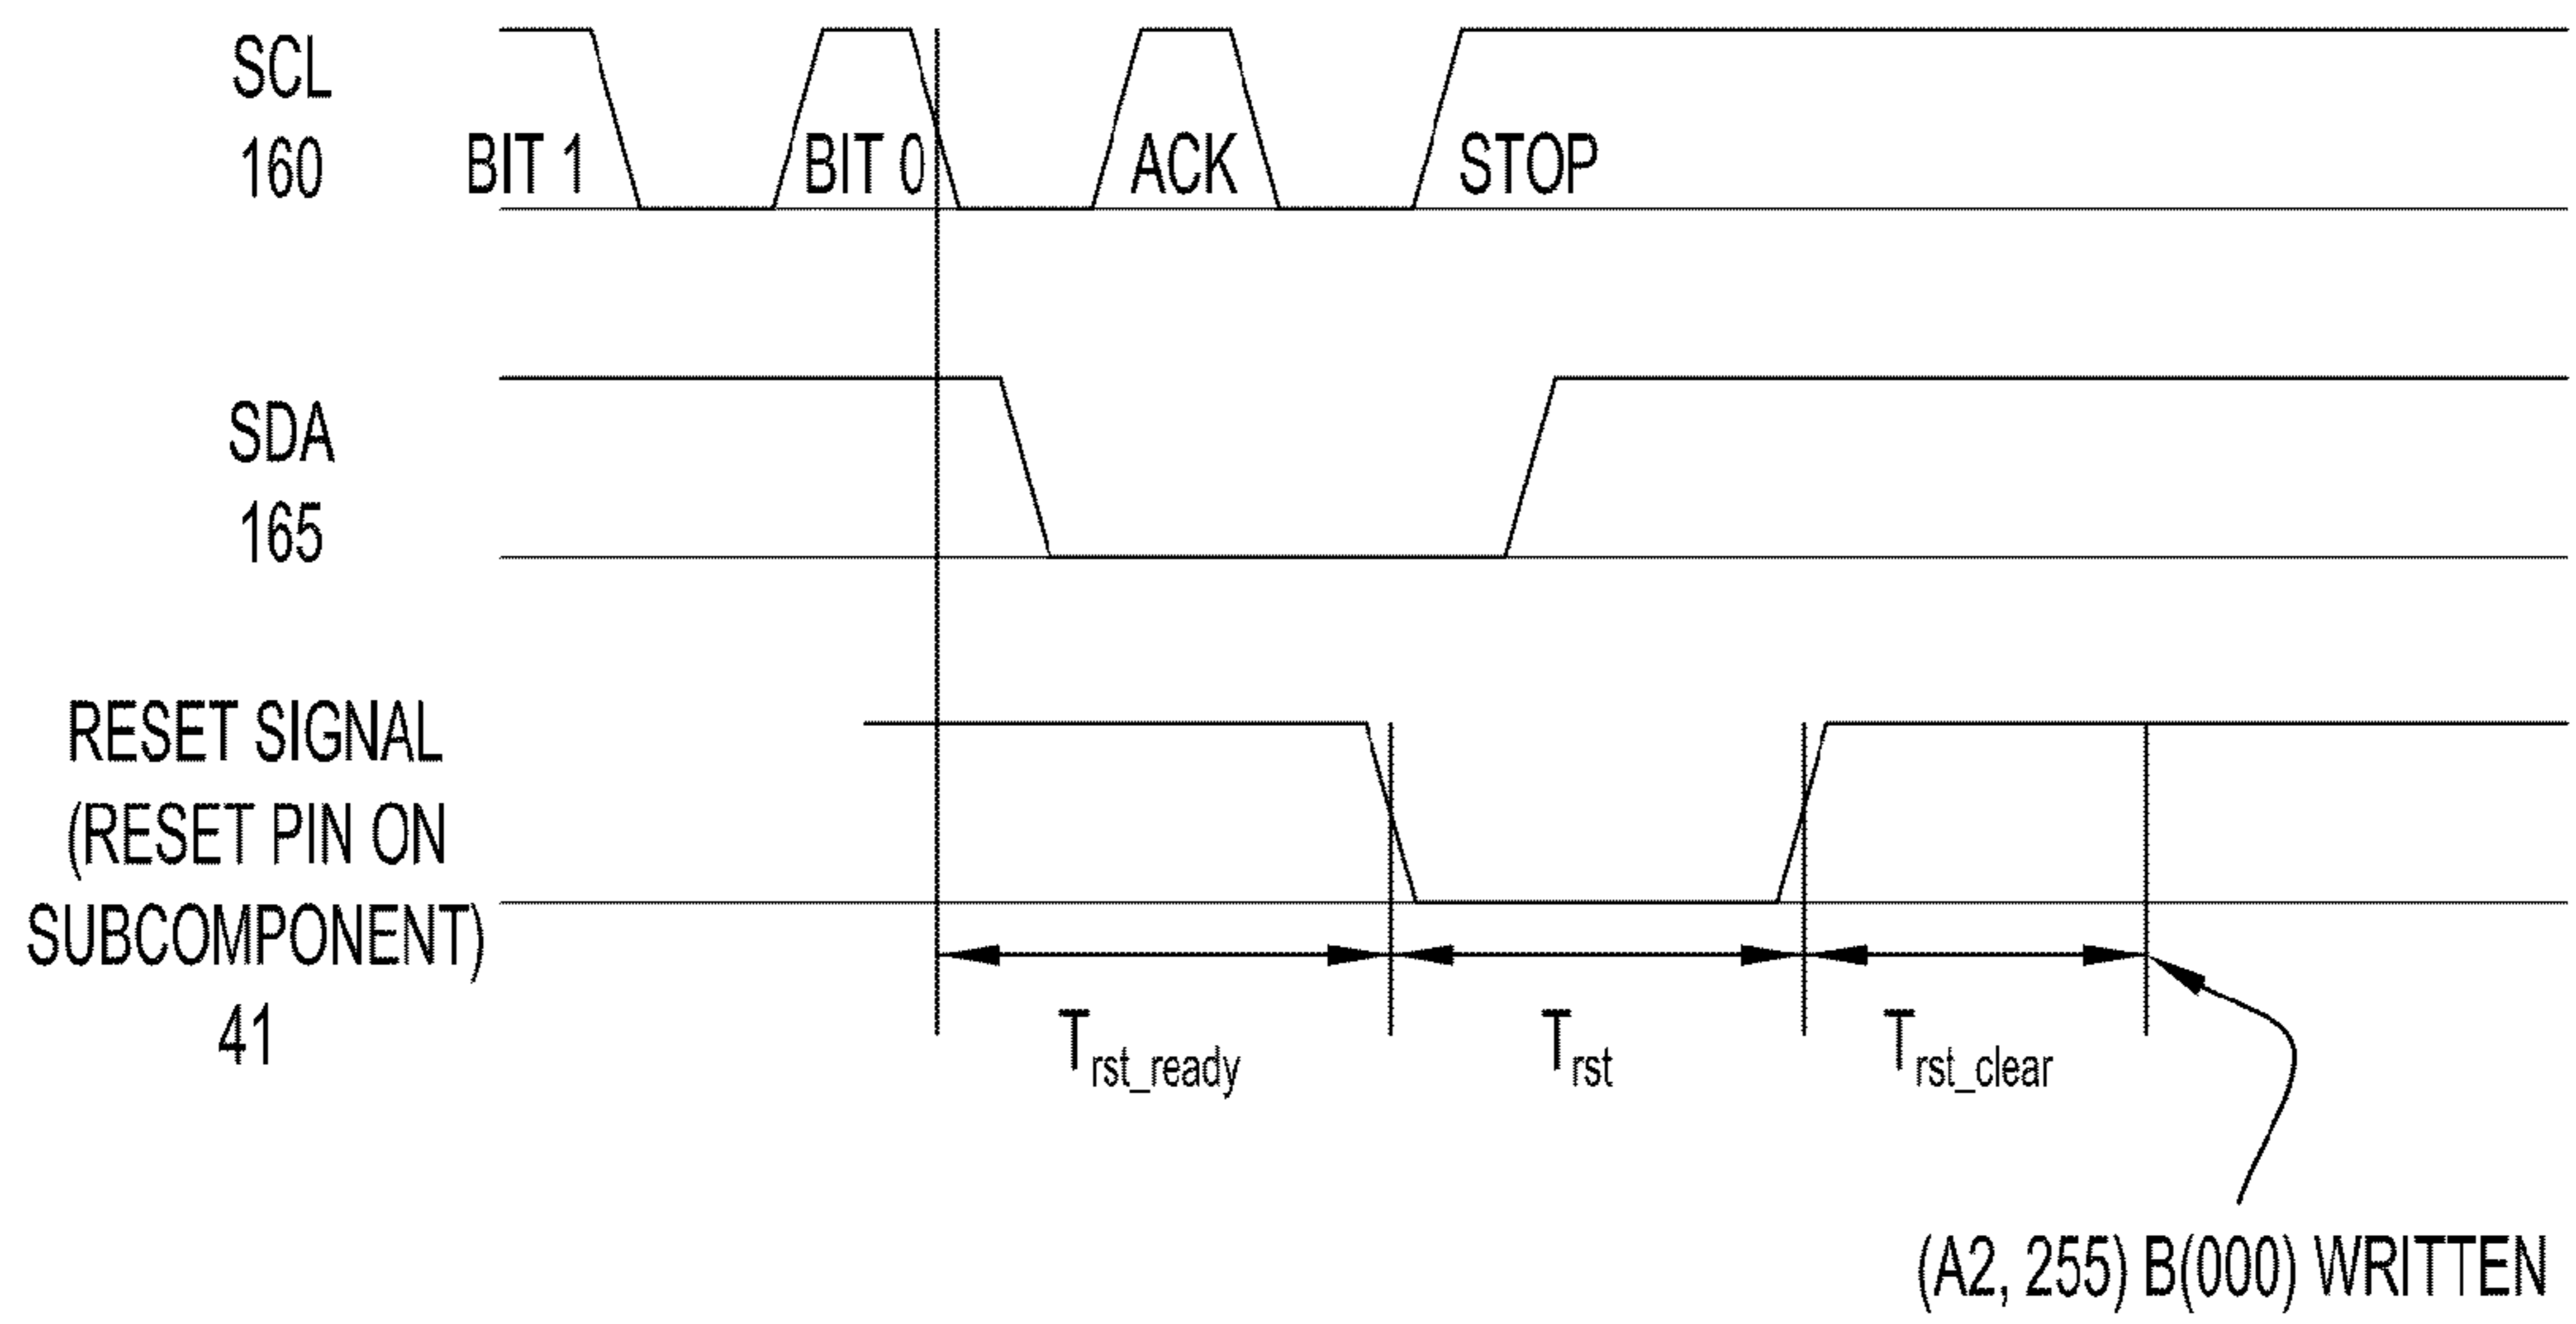 SCL
160
BIT 1
BIT 0
ACK
STOP
SDA
165
RESET SIGNAL
(RESET PIN ON
SUBCOMPONENT)
41
Trst_ready
Trst
Trst_clear
(A2, 255) B(000) WRITTEN